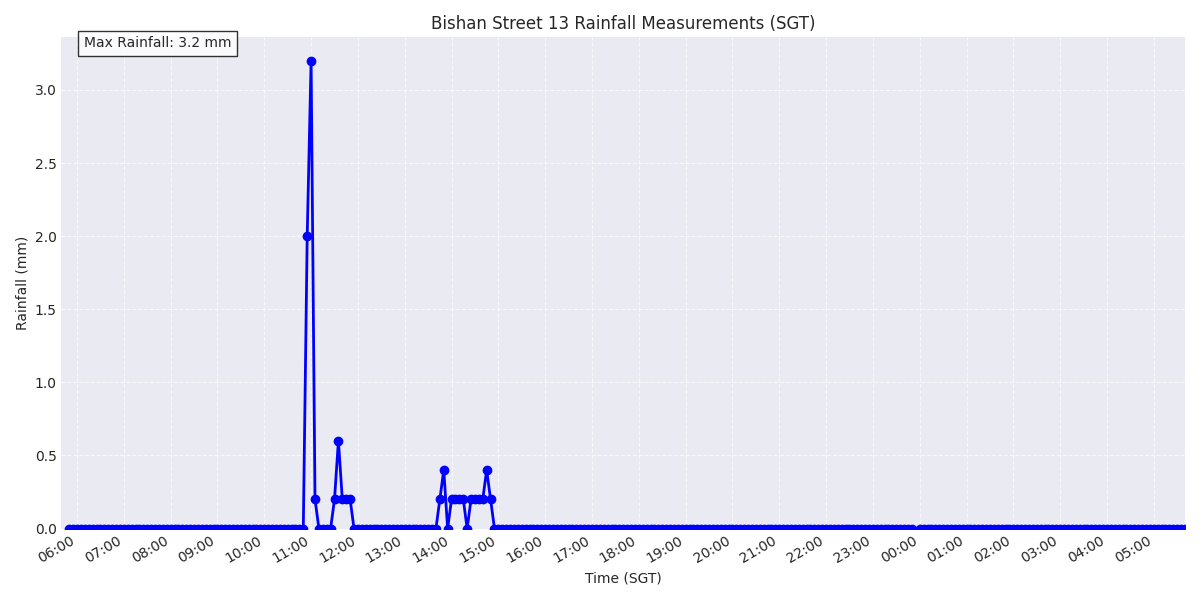 Bishan Street 13 Rainfall Measurements (SGT)
Max Rainfall: 3.2 mm
3.0
2.5
2.0
1.5
1.0
0.5
0.0
Rainfall (mm)
06:00 07:00 08:00 09:00 10:00 11:00 12:00 13:00 14:00 15:00 16:00 17:00 18:00 19:00 20:00 21:00 22:00 23:00 00:00 01:00 02:00 03:00 04:00 05:00
Time (SGT)